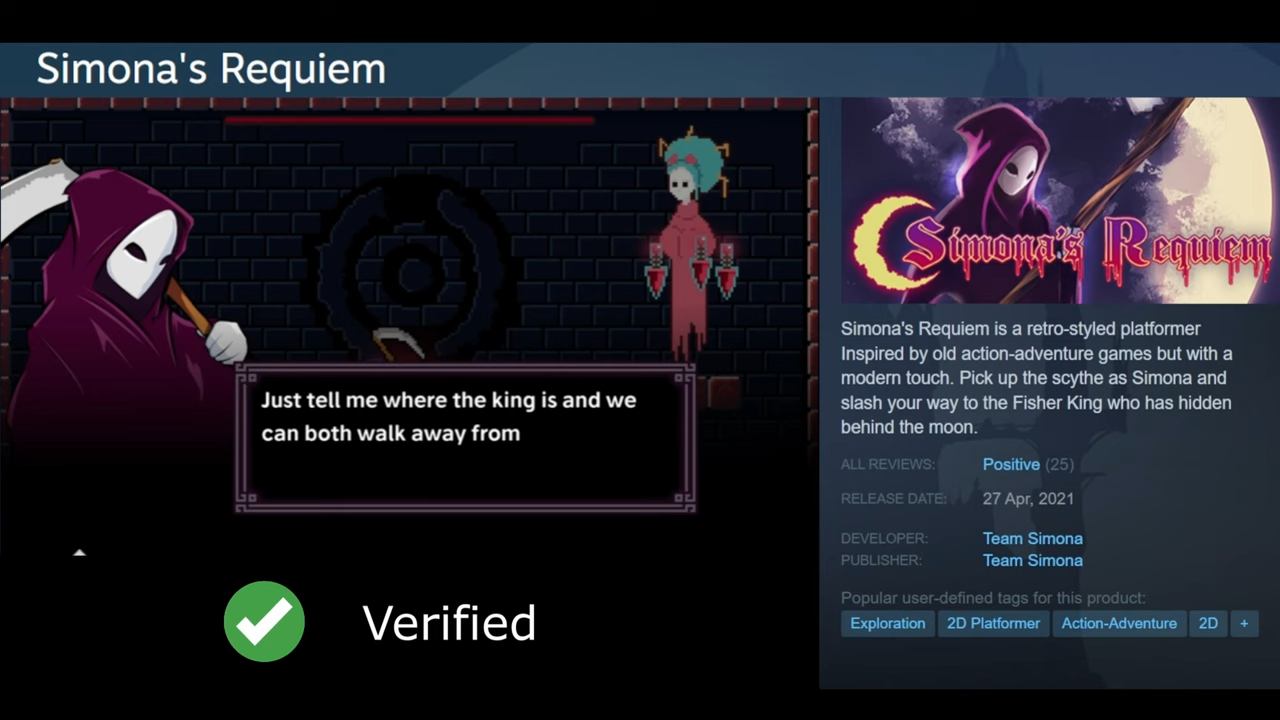 Simona's Requiem
Just tell me where the king is and we
can both walk away from
Verified
Simona's Requiem
Simona's Requiem is a retro-styled platformer
Inspired by old action-adventure games but with a
modern touch. Pick up the scythe as Simona and
slash your way to the Fisher King who has hidden
behind the moon.
ALL REVIEWS: Positive (25)
RELEASE DATE: 27 Apr, 2021
DEVELOPER: Team Simona
PUBLISHER: Team Simona
Popular user-defined tags for this product:
Exploration 2D Platformer Action-Adventure 2D +